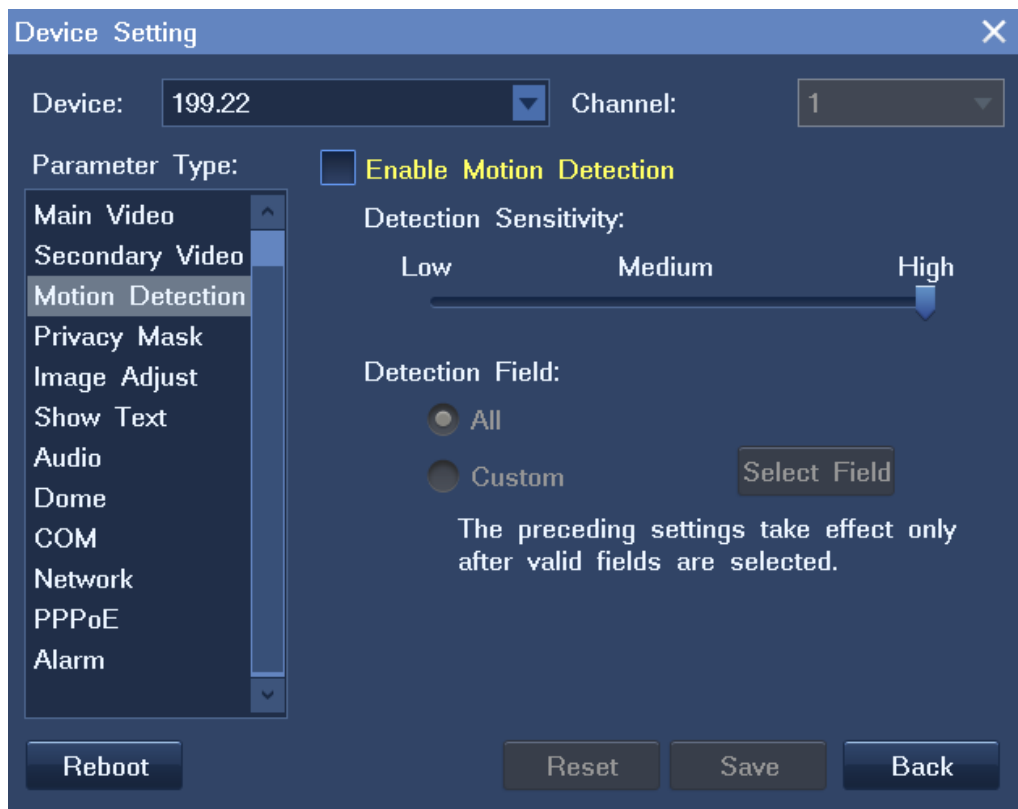 Device Setting
Device: 199.22 Channel: 1
Parameter Type:
Main Video
Secondary Video
Motion Detection
Privacy Mask
Image Adjust
Show Text
Audio
Dome
COM
Network
PPPoE
Alarm
Enable Motion Detection
Detection Sensitivity:
Low Medium High
Detection Field:
All
Custom Select Field
The preceding settings take effect only
after valid fields are selected.
Reboot Reset Save Back